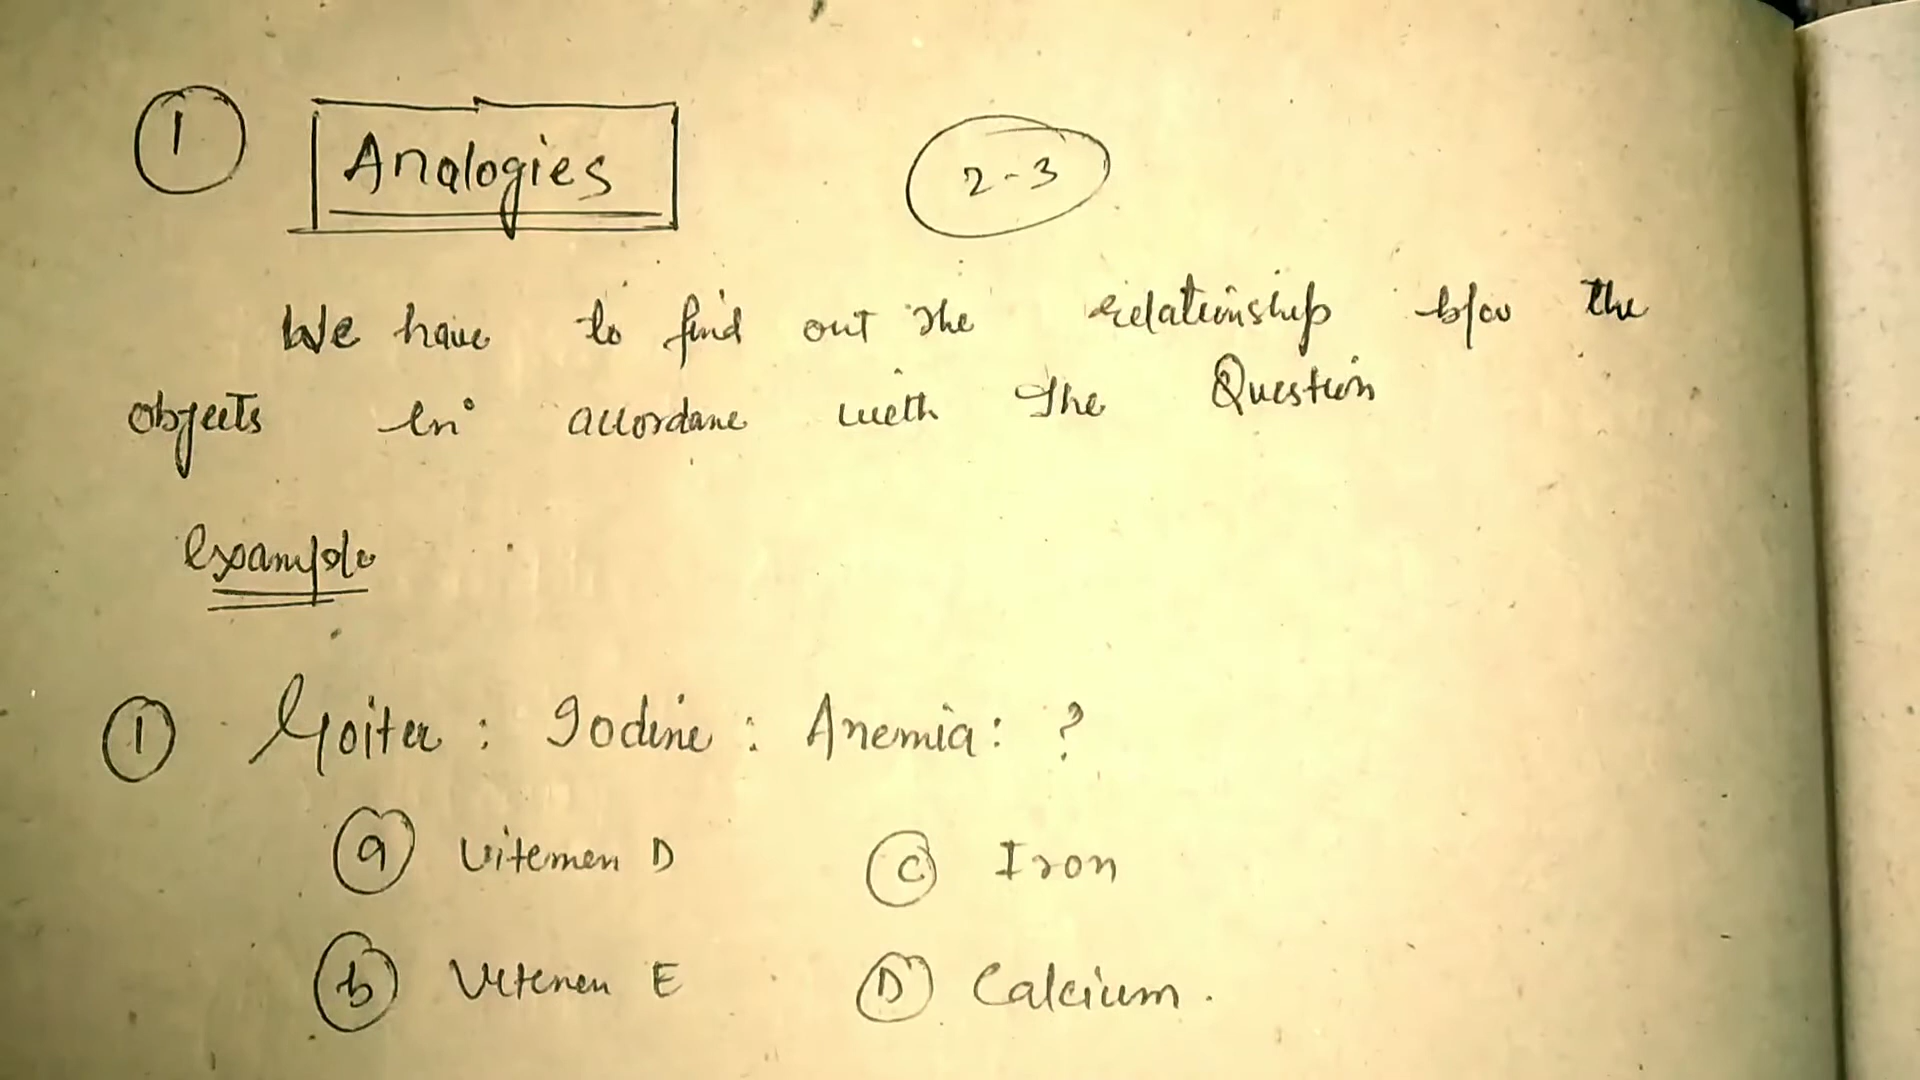 1 Analogies 2-3
We have to find out the relationship b/w the
objects in accordane with the Question
Example
1 Goiter : Iodine : Anemia : ?
a Vitemen D c Iron
b Vitemen E D Calcium.